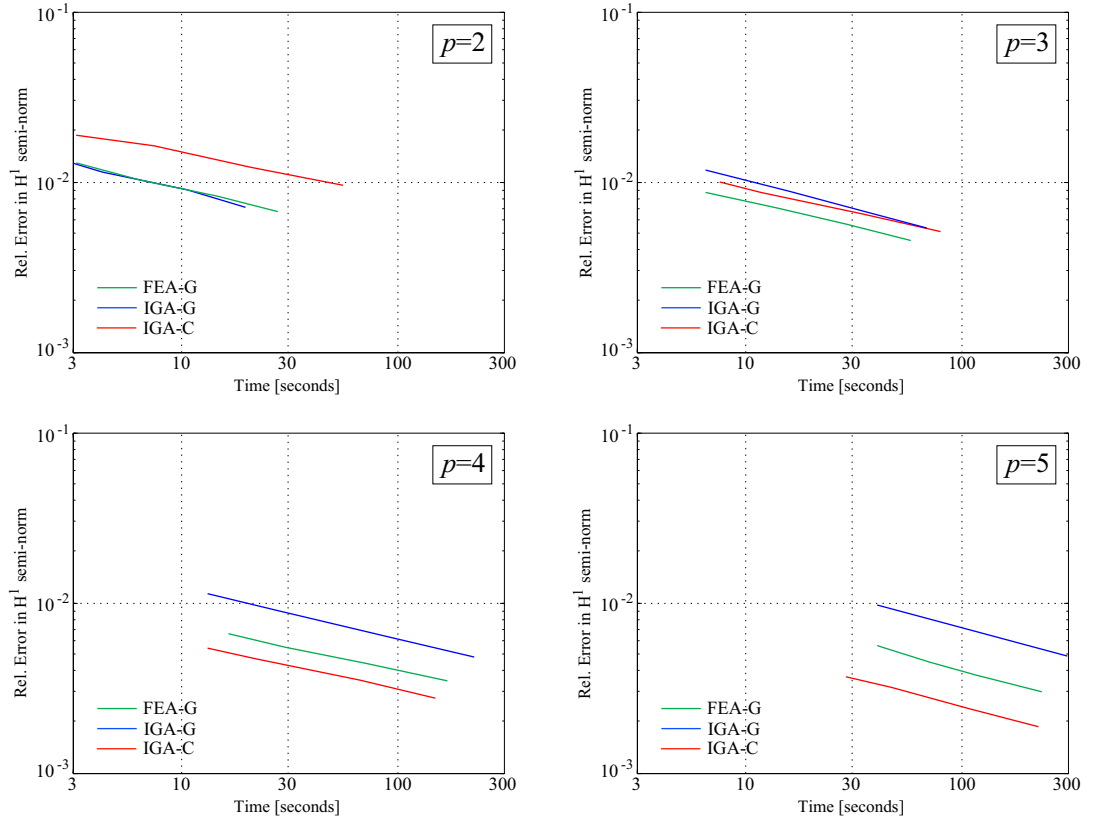 p=2
10^-1
10^-2
10^-3
Rel. Error in H^1 semi-norm
FEA-G
IGA-G
IGA-C
3 10 30 100 300
Time [seconds]
p=3
10^-1
10^-2
10^-3
Rel. Error in H^1 semi-norm
FEA-G
IGA-G
IGA-C
3 10 30 100 300
Time [seconds]
p=4
10^-1
10^-2
10^-3
Rel. Error in H^1 semi-norm
FEA-G
IGA-G
IGA-C
3 10 30 100 300
Time [seconds]
p=5
10^-1
10^-2
10^-3
Rel. Error in H^1 semi-norm
FEA-G
IGA-G
IGA-C
3 10 30 100 300
Time [seconds]